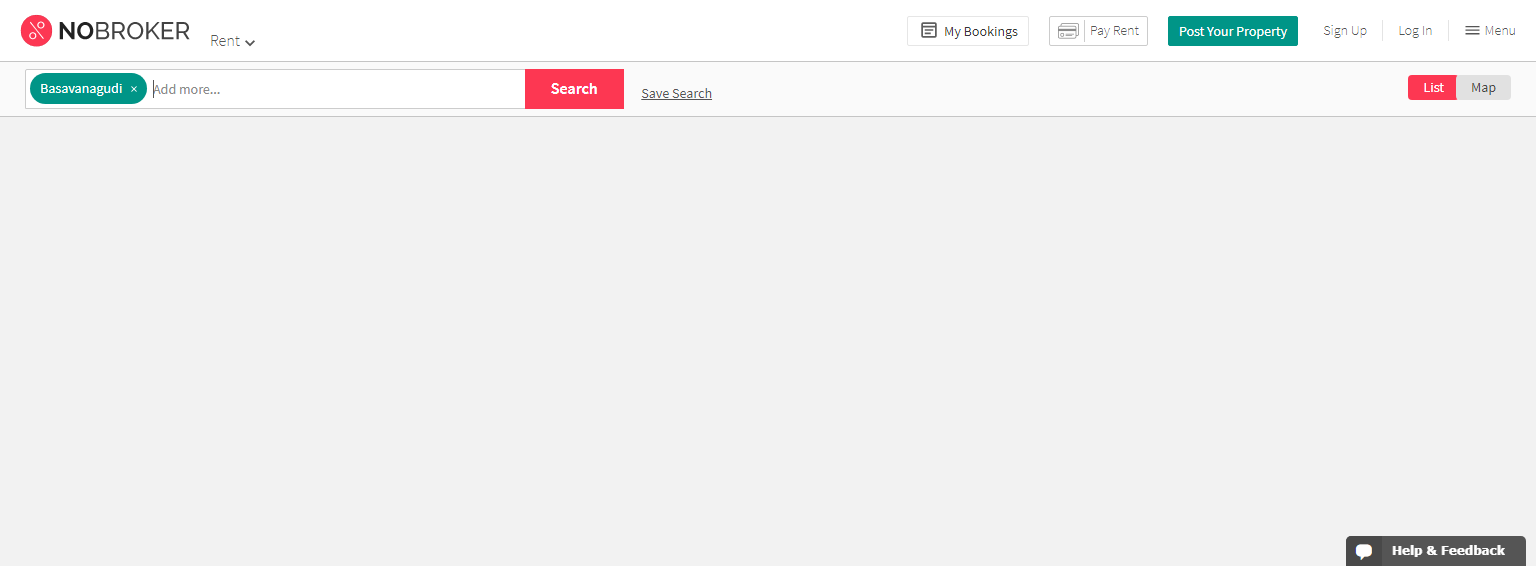 NOBROKER
Rent
My Bookings
Pay Rent
Post Your Property
Sign Up
Log In
Menu
Basavanagudi ×
Add more...
Search
Save Search
List
Map
Help & Feedback